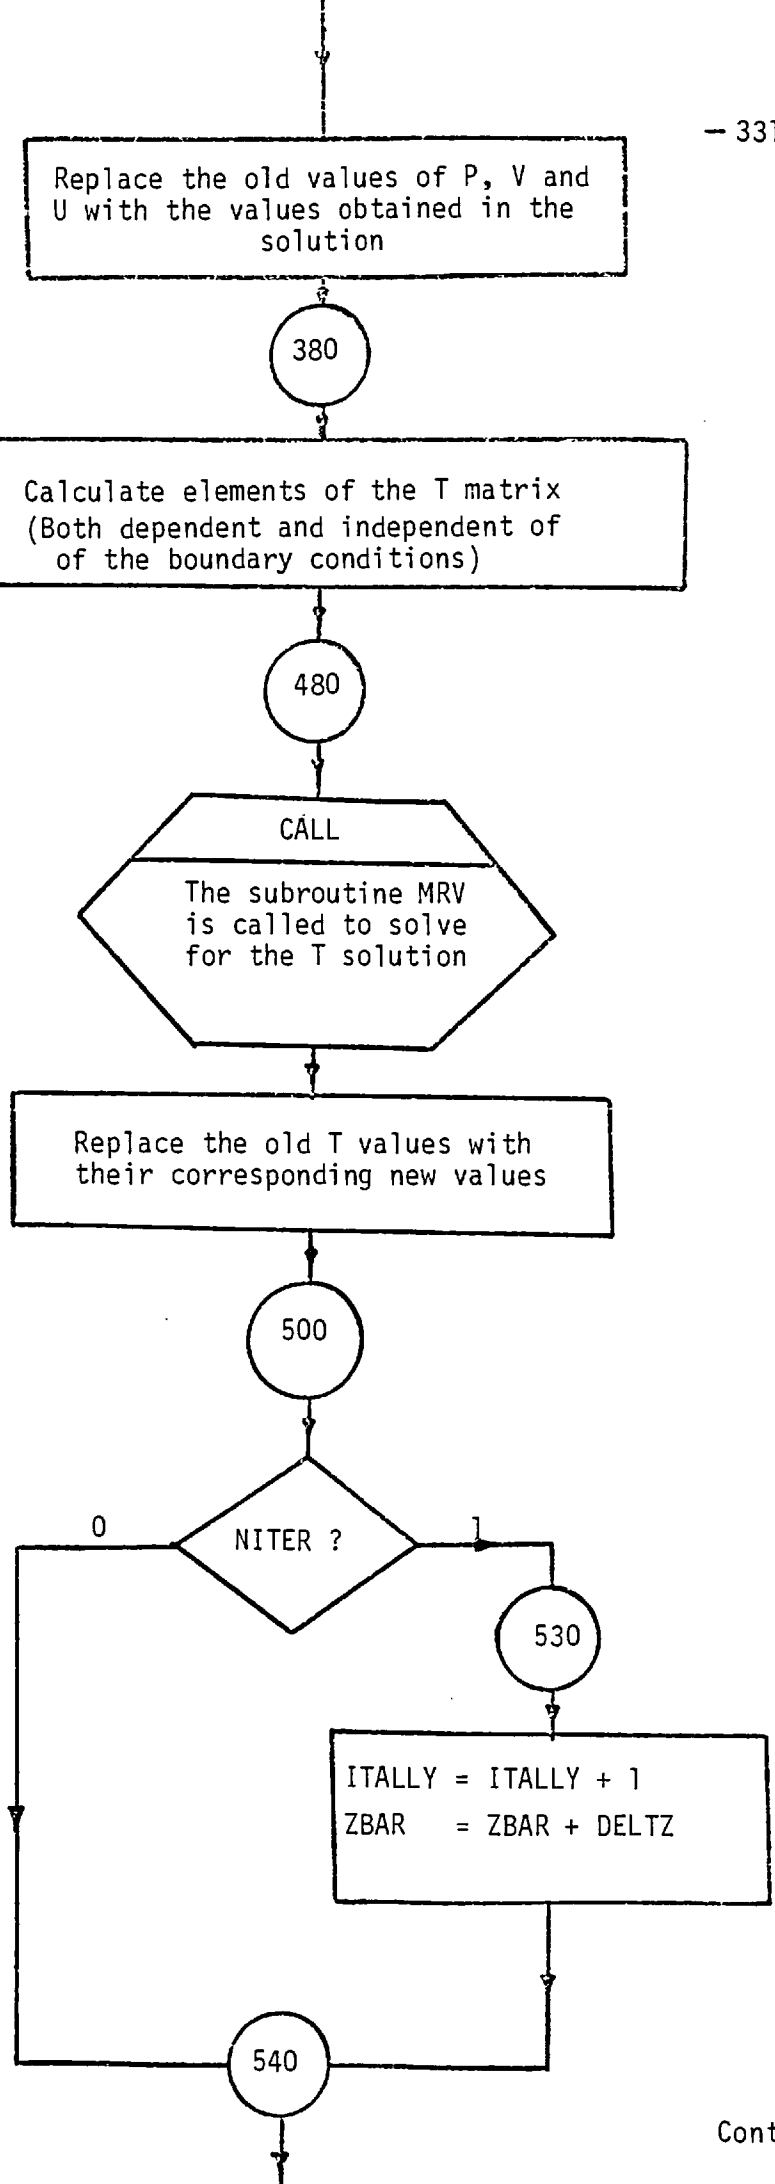 - 331
Replace the old values of P, V and
U with the values obtained in the
solution
380
Calculate elements of the T matrix
(Both dependent and independent of
of the boundary conditions)
480
CALL
The subroutine MRV
is called to solve
for the T solution
Replace the old T values with
their corresponding new values
500
NITER ?
0
1
530
ITALLY = ITALLY + 1
ZBAR = ZBAR + DELTZ
540
Cont